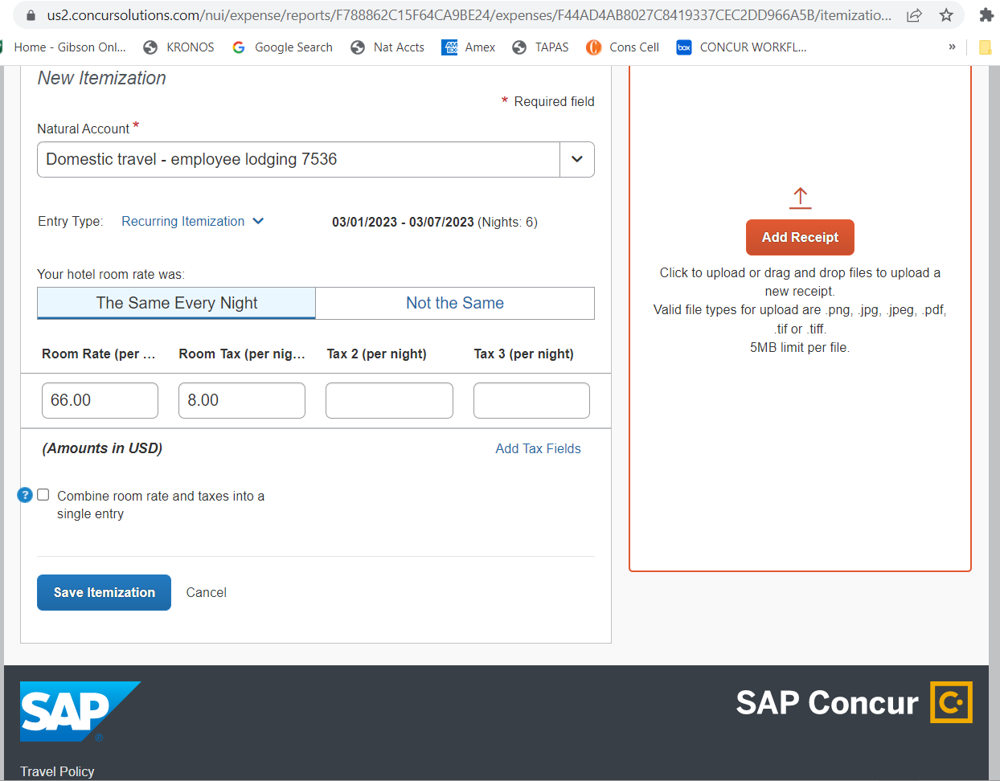 us2.concursolutions.com/nui/expense/reports/F788862C15F64CA9BE24/expenses/F44AD4AB8027C8419337CEC2DD966A5B/itemizatio...
Home - Gibson Onl... KRONOS Google Search Nat Accts AM EX Amex TAPAS Cons Cell box CONCUR WORKFL... »
New Itemization
* Required field
Natural Account *
Domestic travel - employee lodging 7536
Entry Type: Recurring Itemization 03/01/2023 - 03/07/2023 (Nights: 6)
Your hotel room rate was:
The Same Every Night Not the Same
Room Rate (per ... Room Tax (per nig... Tax 2 (per night) Tax 3 (per night)
66.00 8.00
(Amounts in USD) Add Tax Fields
? Combine room rate and taxes into a
single entry
Save Itemization Cancel
Add Receipt
Click to upload or drag and drop files to upload a
new receipt.
Valid file types for upload are .png, .jpg, .jpeg, .pdf,
.tif or .tiff.
5MB limit per file.
SAP ® SAP Concur C
Travel Policy